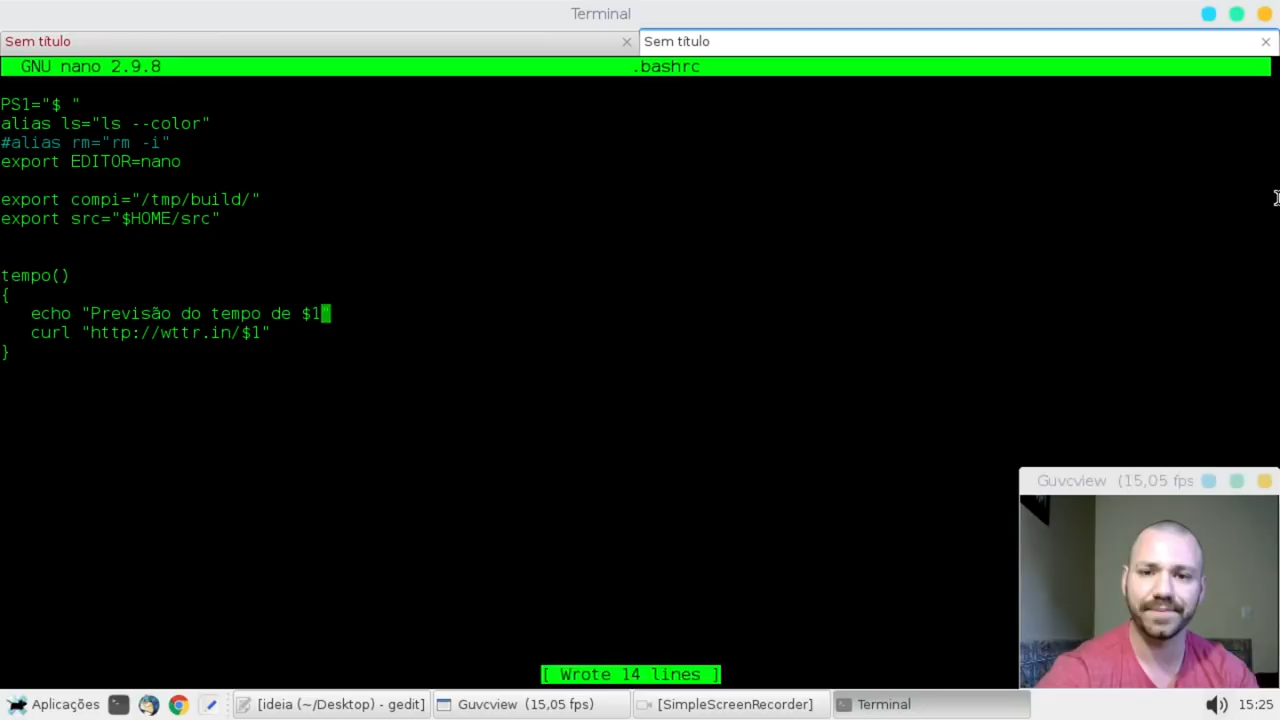 Terminal
Sem título
Sem título
GNU nano 2.9.8 .bashrc
PS1="$ "
alias ls="ls --color"
#alias rm="rm -i"
export EDITOR=nano
export compi="/tmp/build/"
export src="$HOME/src"
tempo()
{
echo "Previsão do tempo de $1"
curl "http://wttr.in/$1"
}
Guvcview (15,05 fps
[ Wrote 14 lines ]
Aplicações [ideia (~/Desktop) - gedit] Guvcview (15,05 fps) [SimpleScreenRecorder] Terminal 15:25